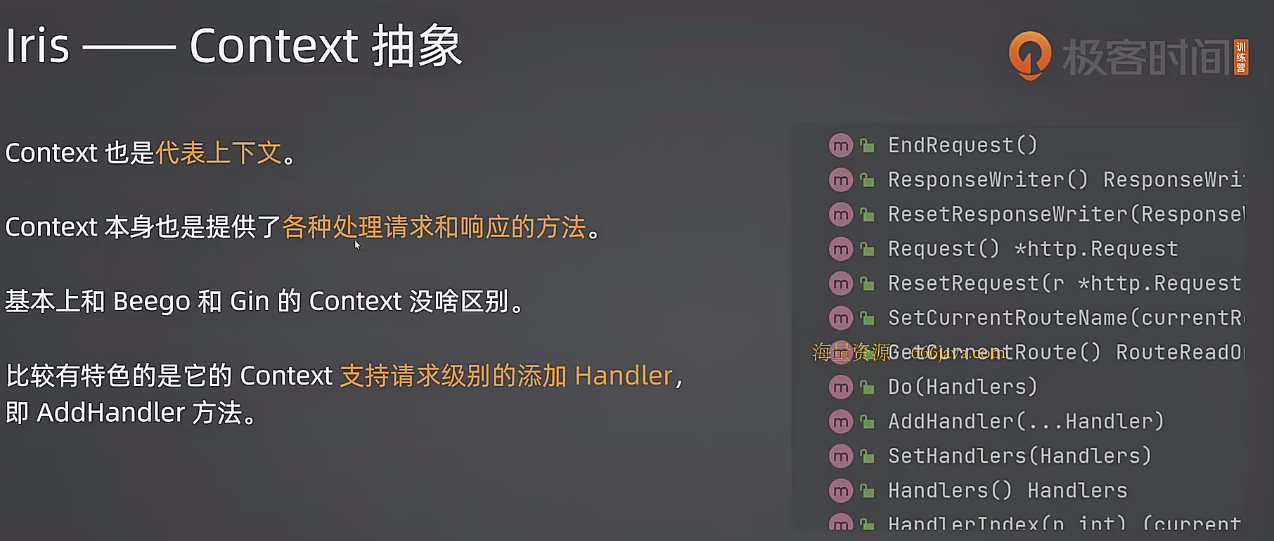 Iris —— Context 抽象
极客时间
训练营
Context 也是代表上下文。
Context 本身也是提供了各种处理请求和响应的方法。
基本上和 Beego 和 Gin 的 Context 没啥区别。
比较有特色的是它的 Context 支持请求级别的添加 Handler，
即 AddHandler 方法。
m EndRequest()
m ResponseWriter() ResponseWri
m ResetResponseWriter(Response
m Request() *http.Request
m ResetRequest(r *http.Request
m SetCurrentRouteName(currentR
GetCurrentRoute() RouteReadO
海量资源：666java.com
m Do(Handlers)
m AddHandler(...Handler)
m SetHandlers(Handlers)
m Handlers() Handlers
m HandlerIndex(n int) (current